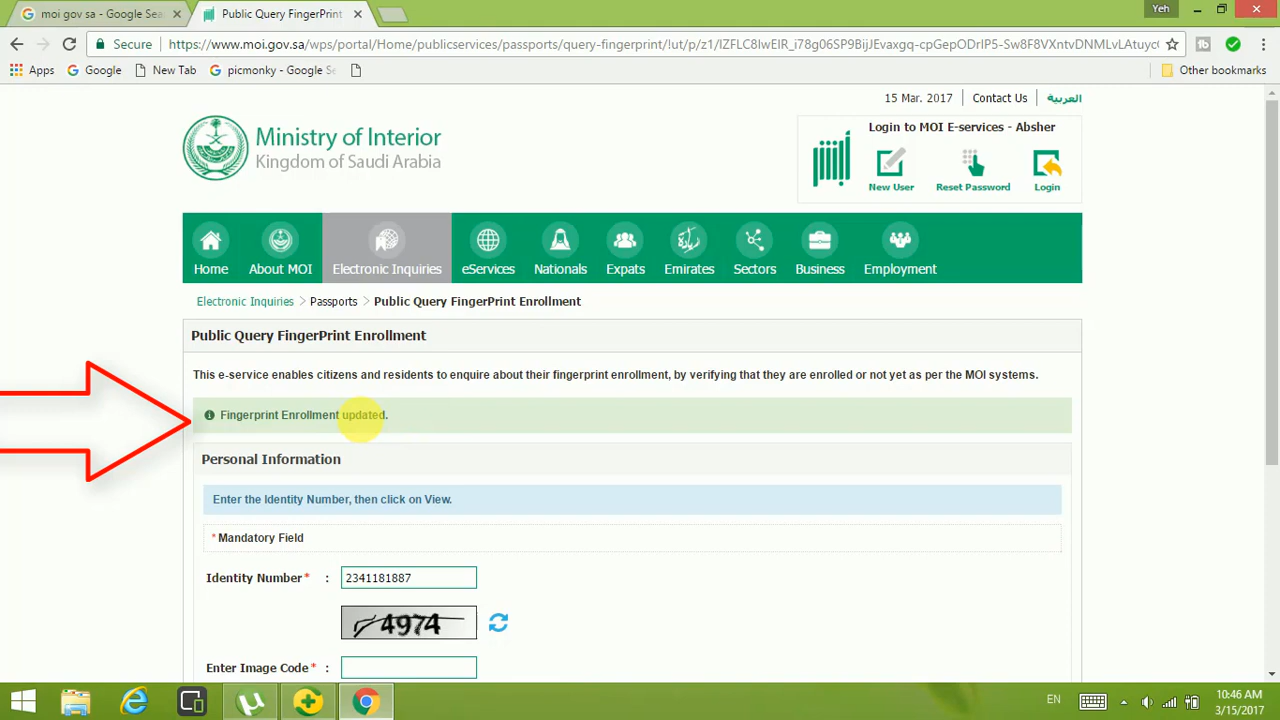 moi gov sa - Google Sea
Public Query FingerPrint
Yeh
Secure
https://www.moi.gov.sa/wps/portal/Home/publicservices/passports/query-fingerprint/!ut/p/z1/
Apps
Google
New Tab
picmonky - Google Se
Other bookmarks
15 Mar. 2017
Contact Us
العربية
Ministry of Interior
Kingdom of Saudi Arabia
Login to MOI E-services - Absher
أبشر
New User
Reset Password
Login
Home
About MOI
Electronic Inquiries
eServices
Nationals
Expats
Emirates
Sectors
Business
Employment
Electronic Inquiries > Passports > Public Query FingerPrint Enrollment
Public Query FingerPrint Enrollment
This e-service enables citizens and residents to enquire about their fingerprint enrollment, by verifying that they are enrolled or not yet as per the MOI systems.
Fingerprint Enrollment updated.
Personal Information
Enter the Identity Number, then click on View.
* Mandatory Field
Identity Number* : 2341181887
4974
Enter Image Code* :
EN
10:46 AM
3/15/2017